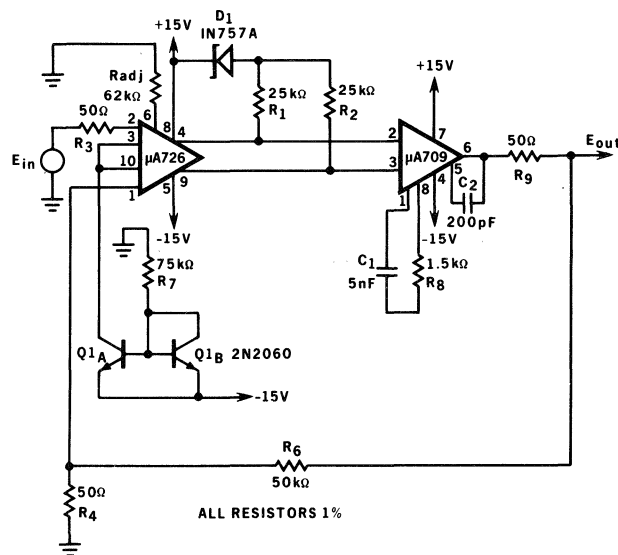 D1
IN757A
+15V
Radj
62kΩ
25kΩ
R1
25kΩ
R2
+15V
50Ω
R3
Ein
2
3
10
1
6
8
4
5
9
μA726
-15V
2
3
7
6
5
4
1
8
μA709
-15V
50Ω
R9
Eout
C2
200pF
C1
5nF
1.5kΩ
R8
75kΩ
R7
Q1A
Q1B 2N2060
-15V
R6
50kΩ
50Ω
R4
ALL RESISTORS 1%